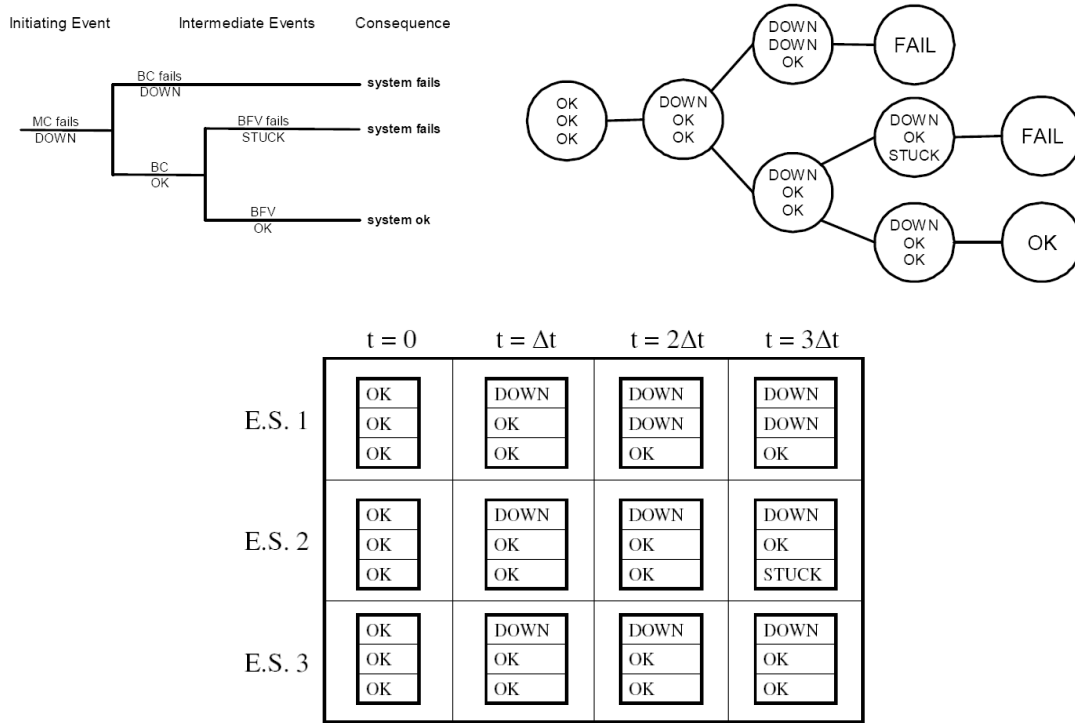 Initiating Event
Intermediate Events
Consequence
BC fails
DOWN
system fails
MC fails
DOWN
BFV fails
STUCK
system fails
BC
OK
BFV
OK
system ok
OK
OK
OK
DOWN
OK
OK
DOWN
DOWN
OK
FAIL
DOWN
OK
OK
DOWN
OK
STUCK
FAIL
DOWN
OK
OK
OK
t = 0 t = Δt t = 2Δt t = 3Δt
E.S. 1
OK DOWN DOWN DOWN
OK OK DOWN DOWN
OK OK OK OK
E.S. 2
OK DOWN DOWN DOWN
OK OK OK OK
OK OK OK STUCK
E.S. 3
OK DOWN DOWN DOWN
OK OK OK OK
OK OK OK OK